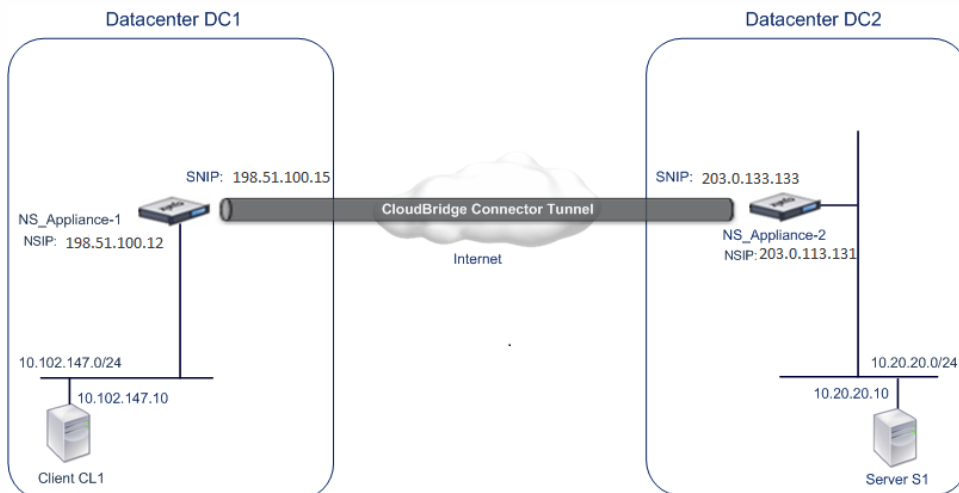 Datacenter DC1
Datacenter DC2
SNIP: 198.51.100.15
SNIP: 203.0.133.133
CloudBridge Connector Tunnel
NS_Appliance-1
NSIP: 198.51.100.12
NS_Appliance-2
NSIP: 203.0.113.131
Internet
10.102.147.0/24
10.20.20.0/24
10.102.147.10
10.20.20.10
Client CL1
Server S1